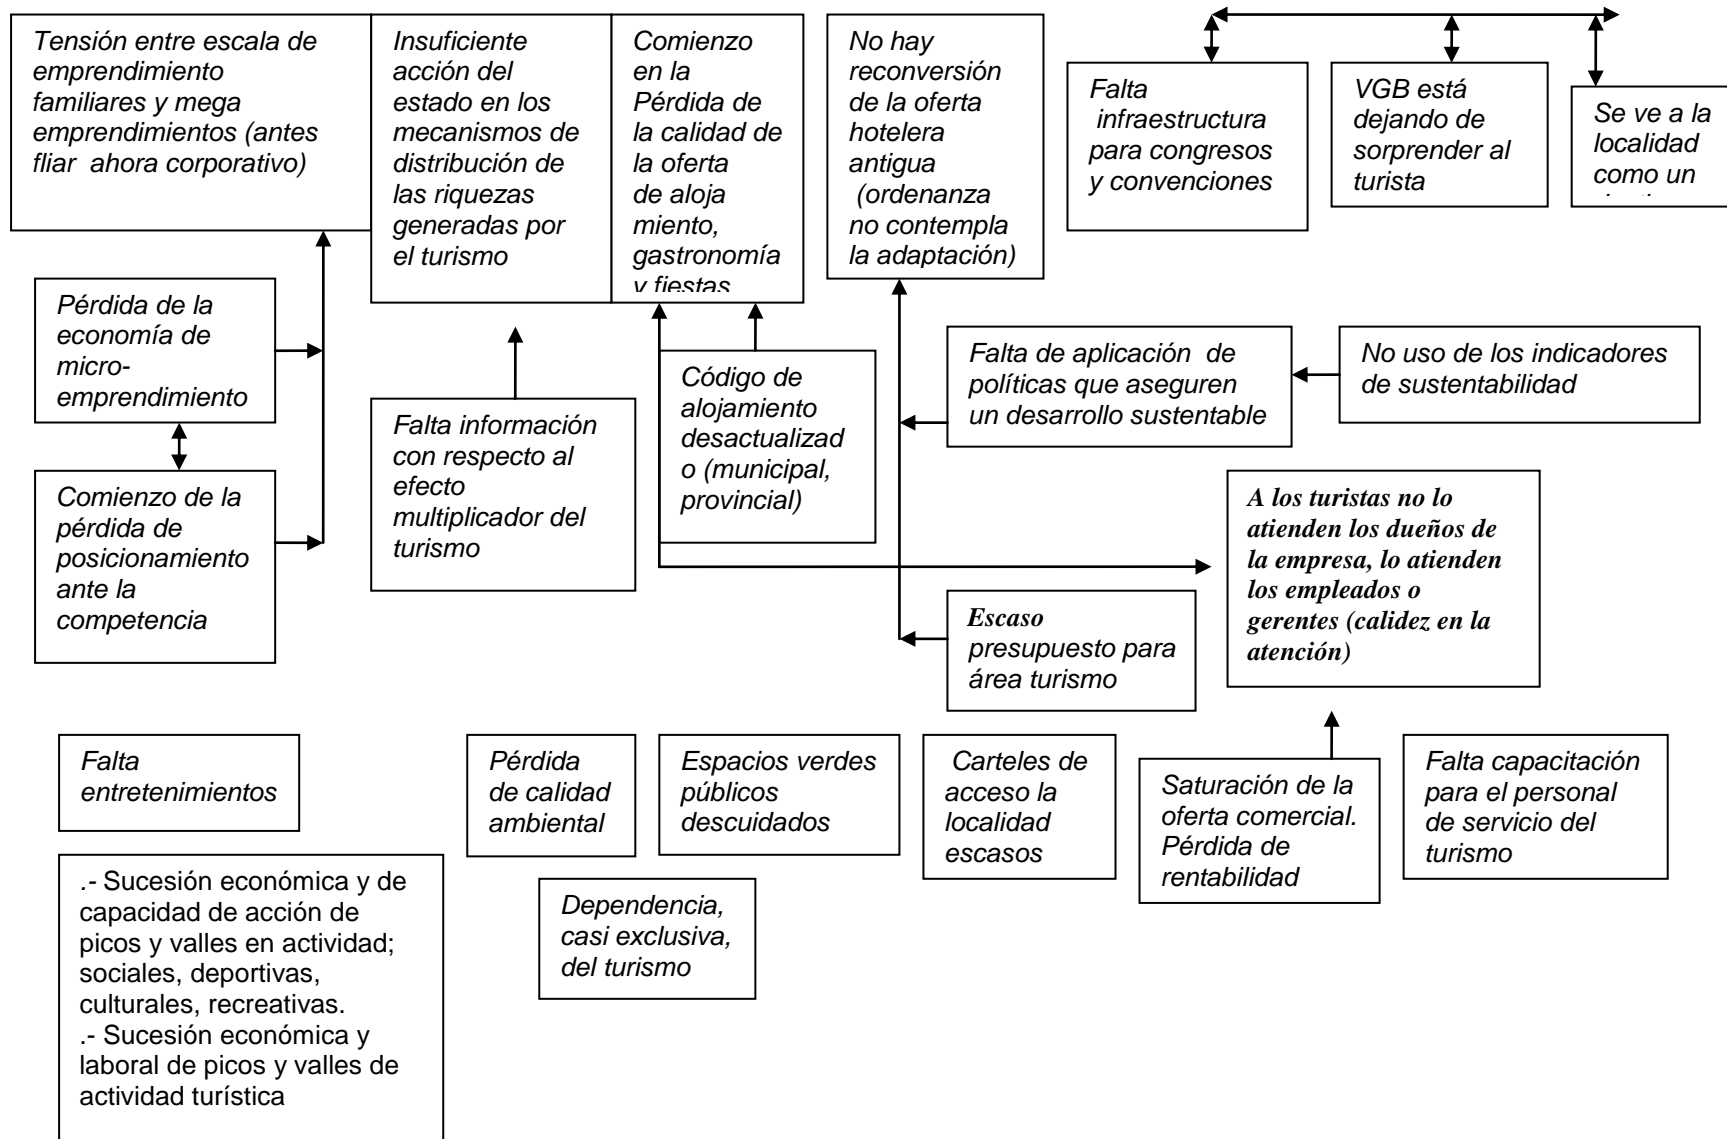 Tensión entre escala de
emprendimiento
familiares y mega
emprendimientos (antes
fliar  ahora corporativo)
Insuficiente
acción del
estado en los
mecanismos de
distribución de
las riquezas
generadas por
el turismo
Comienzo
en la
Pérdida de
la calidad de
la oferta
de aloja
miento,
gastronomía
y fiestas
No hay
reconversión
de la oferta
hotelera
antigua
(ordenanza
no contempla
la adaptación)
Falta
infraestructura
para congresos
y convenciones
VGB está
dejando de
sorprender al
turista
Se ve a la
localidad
como un
Pérdida de la
economía de
micro-
emprendimiento
Comienzo de la
pérdida de
posicionamiento
ante la
competencia
Falta información
con respecto al
efecto
multiplicador del
turismo
Código de
alojamiento
desactualizad
o (municipal,
provincial)
Falta de aplicación  de
políticas que aseguren
un desarrollo sustentable
No uso de los indicadores
de sustentabilidad
A los turistas no lo
atienden los dueños de
la empresa, lo atienden
los empleados o
gerentes (calidez en la
atención)
Escaso
presupuesto para
área turismo
Falta
entretenimientos
Pérdida
de calidad
ambiental
Espacios verdes
públicos
descuidados
Carteles de
acceso la
localidad
escasos
Saturación de la
oferta comercial.
Pérdida de
rentabilidad
Falta capacitación
para el personal
de servicio del
turismo
.- Sucesión económica y de
capacidad de acción de
picos y valles en actividad;
sociales, deportivas,
culturales, recreativas.
.- Sucesión económica y
laboral de picos y valles de
actividad turística
Dependencia,
casi exclusiva,
del turismo